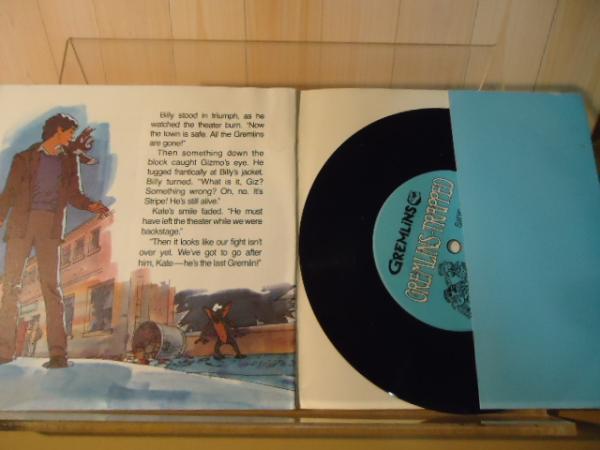 Billy stood in triumph, as he
watched the theater burn. "Now
the town is safe. All the Gremlins
are gone!"
Then something down the
block caught Gizmo's eye. He
tugged frantically at Billy's jacket.
Billy turned. "What is it, Giz?
Something wrong? Oh, no. It's
Stripe! He's still alive."
Kate's smile faded. "He must
have left the theater while we were
backstage."
"Then it looks like our fight isn't
over yet. We've got to go after
him, Kate—he's the last Gremlin!"
GREMLINS
GREMLINS-TRAPPED